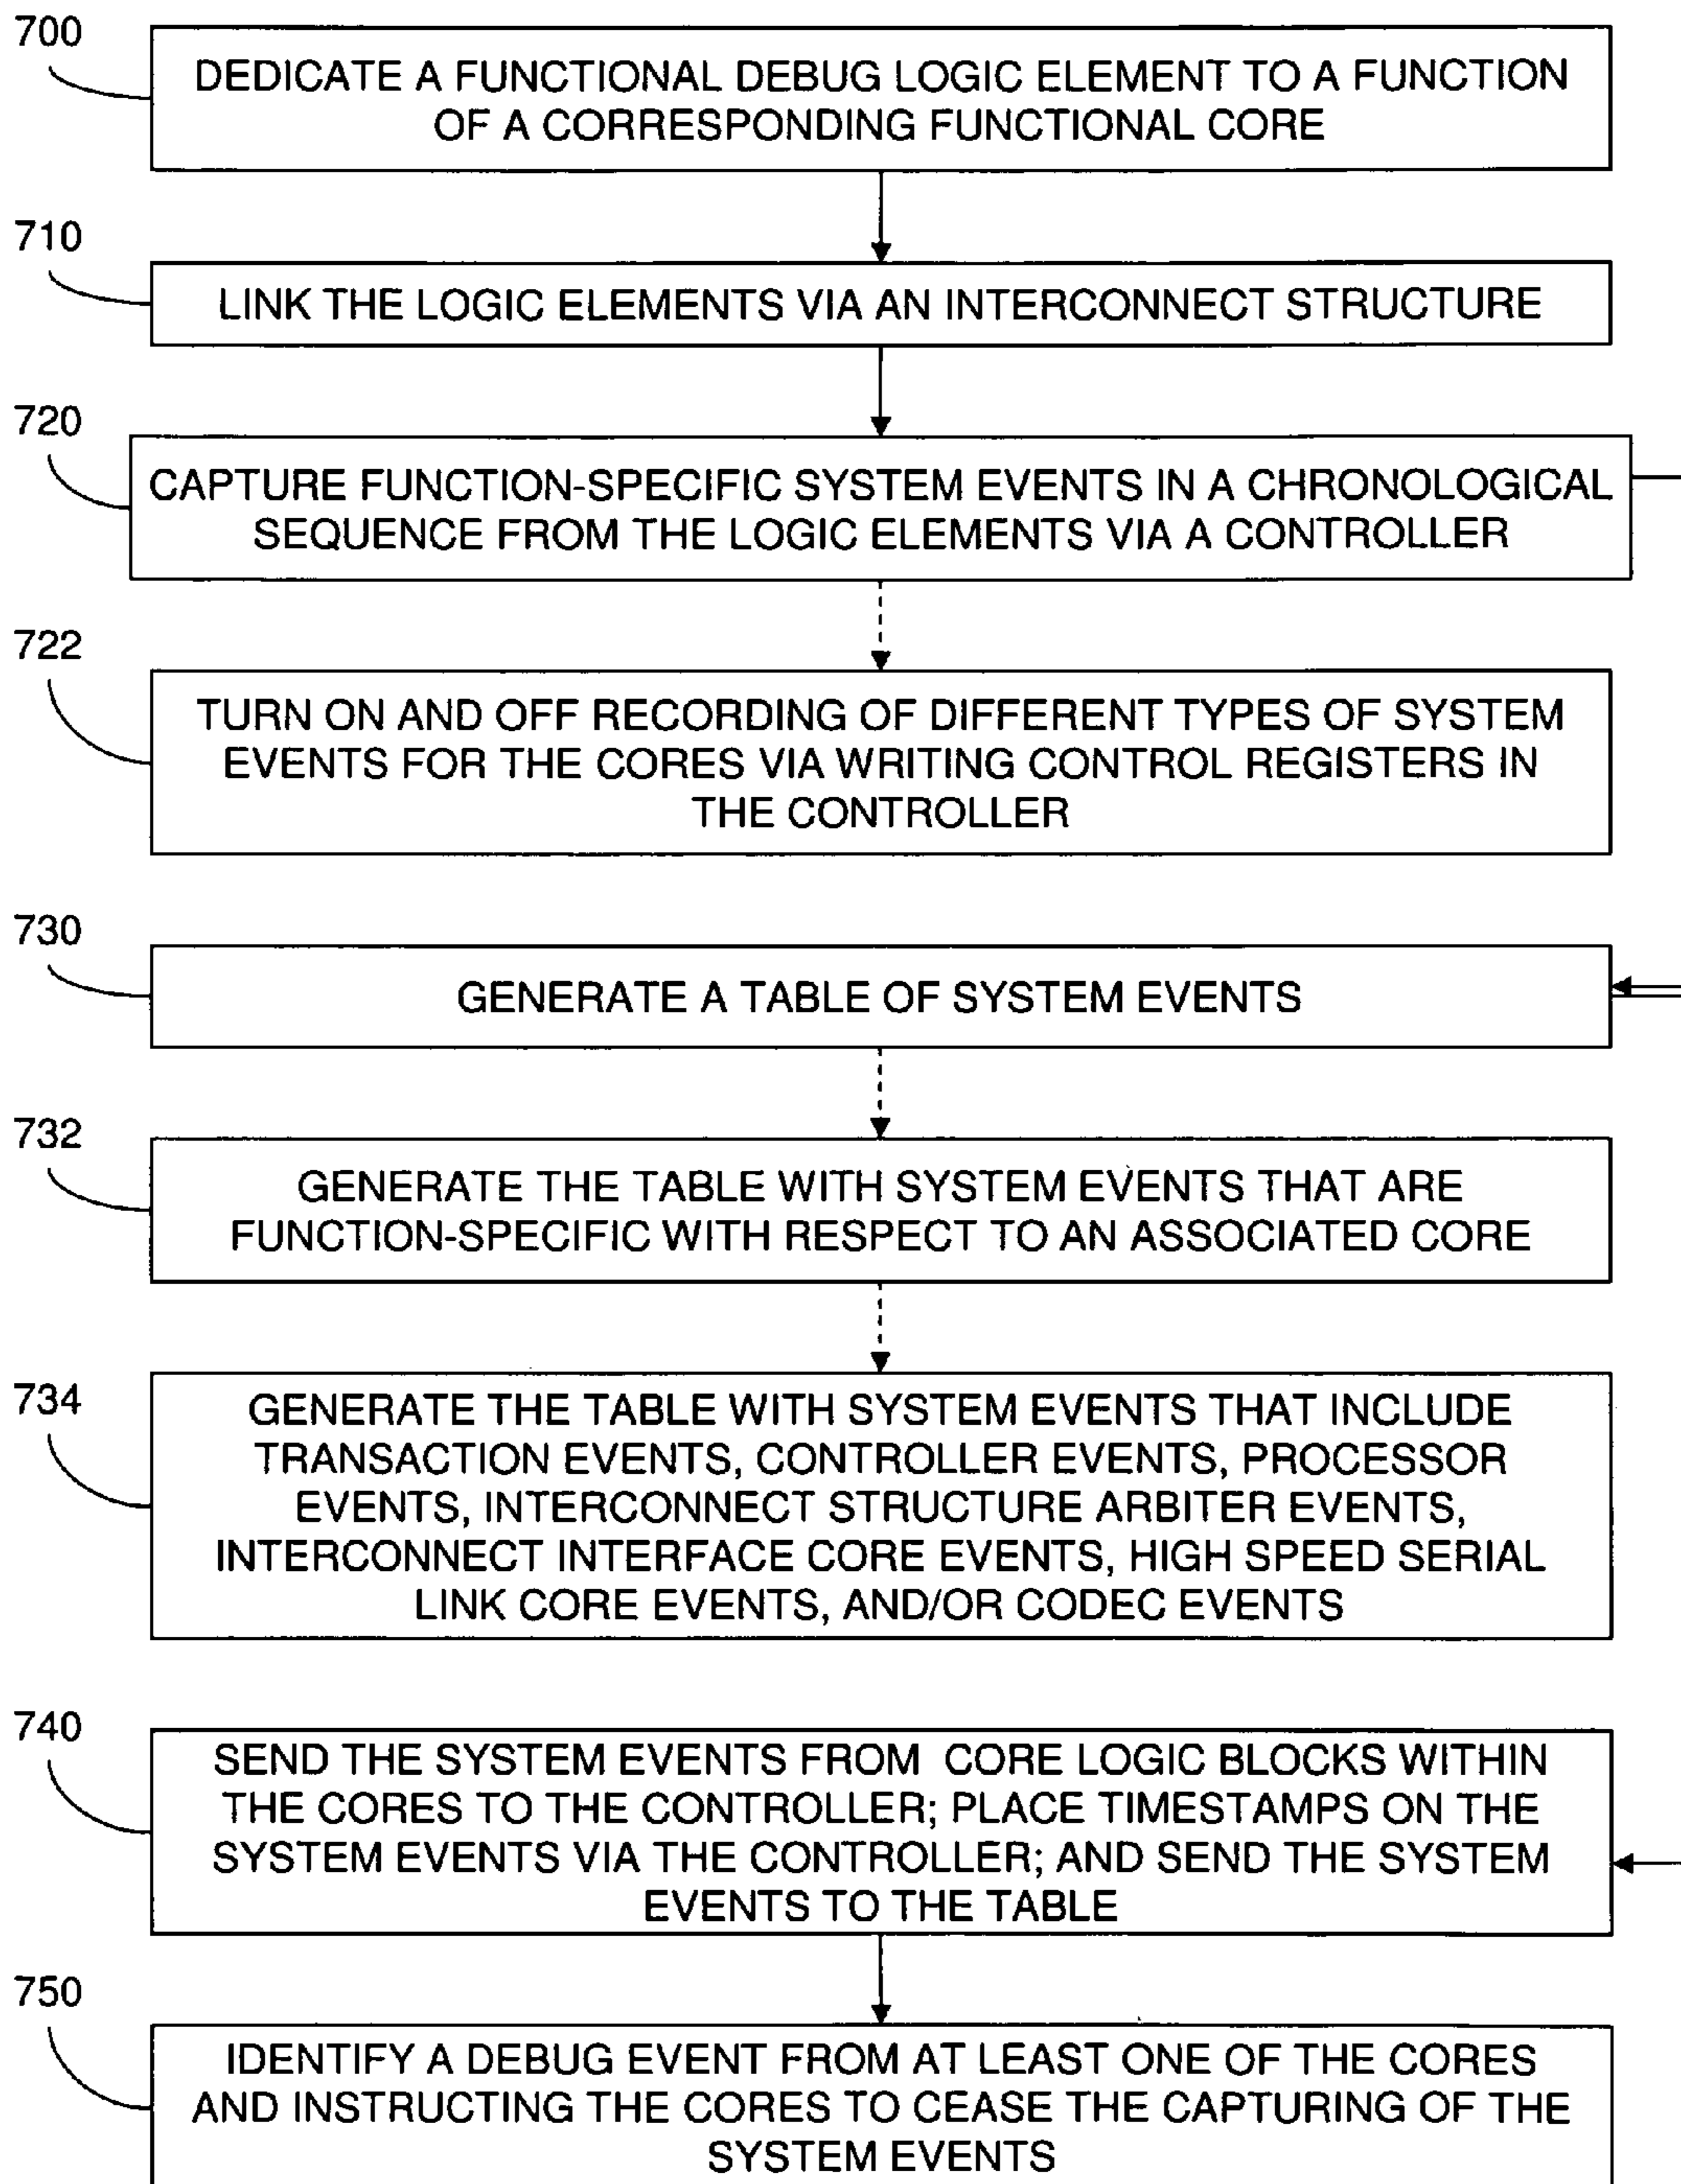 700
DEDICATE A FUNCTIONAL DEBUG LOGIC ELEMENT TO A FUNCTION
OF A CORRESPONDING FUNCTIONAL CORE
710
LINK THE LOGIC ELEMENTS VIA AN INTERCONNECT STRUCTURE
720
CAPTURE FUNCTION-SPECIFIC SYSTEM EVENTS IN A CHRONOLOGICAL
SEQUENCE FROM THE LOGIC ELEMENTS VIA A CONTROLLER
722
TURN ON AND OFF RECORDING OF DIFFERENT TYPES OF SYSTEM
EVENTS FOR THE CORES VIA WRITING CONTROL REGISTERS IN
THE CONTROLLER
730
GENERATE A TABLE OF SYSTEM EVENTS
732
GENERATE THE TABLE WITH SYSTEM EVENTS THAT ARE
FUNCTION-SPECIFIC WITH RESPECT TO AN ASSOCIATED CORE
734
GENERATE THE TABLE WITH SYSTEM EVENTS THAT INCLUDE
TRANSACTION EVENTS, CONTROLLER EVENTS, PROCESSOR
EVENTS, INTERCONNECT STRUCTURE ARBITER EVENTS,
INTERCONNECT INTERFACE CORE EVENTS, HIGH SPEED SERIAL
LINK CORE EVENTS, AND/OR CODEC EVENTS
740
SEND THE SYSTEM EVENTS FROM CORE LOGIC BLOCKS WITHIN
THE CORES TO THE CONTROLLER; PLACE TIMESTAMPS ON THE
SYSTEM EVENTS VIA THE CONTROLLER; AND SEND THE SYSTEM
EVENTS TO THE TABLE
750
IDENTIFY A DEBUG EVENT FROM AT LEAST ONE OF THE CORES
AND INSTRUCTING THE CORES TO CEASE THE CAPTURING OF THE
SYSTEM EVENTS